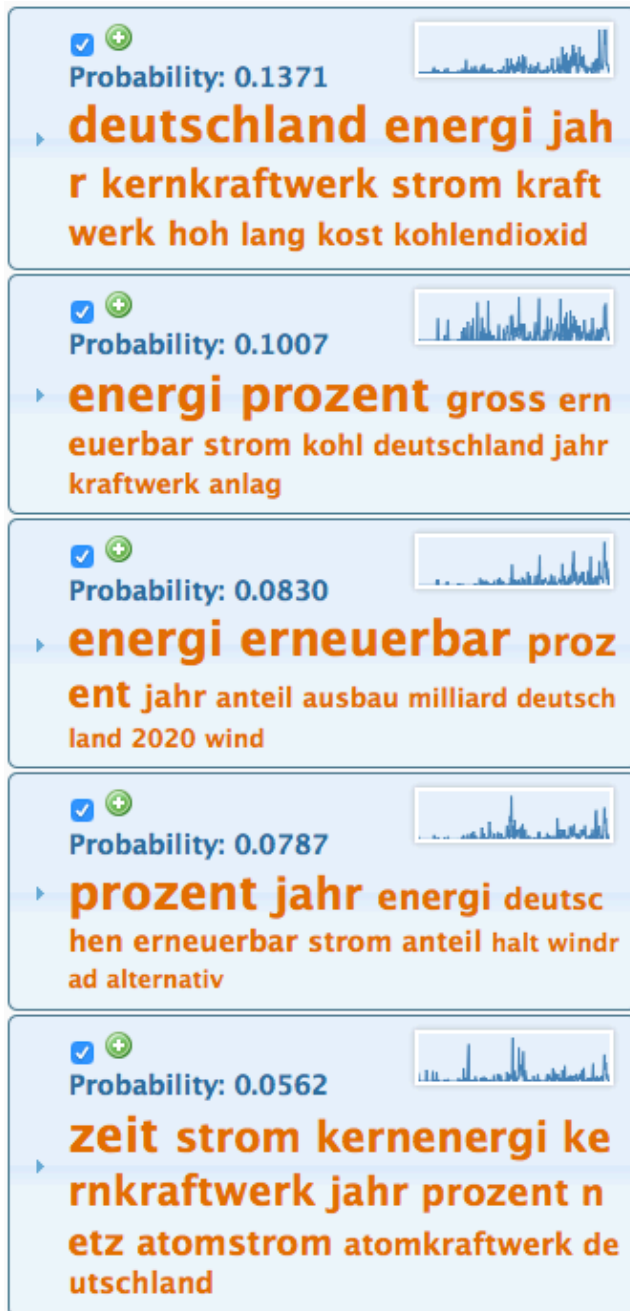 Probability: 0.1371
deutschland energi jah
r kernkraftwerk strom kraft
werk hoh lang kost kohlendioxid
Probability: 0.1007
energi prozent gross ern
euerbar strom kohl deutschland jahr
kraftwerk anlag
Probability: 0.0830
energi erneuerbar proz
ent jahr anteil ausbau milliard deutsch
land 2020 wind
Probability: 0.0787
prozent jahr energi deutsc
hen erneuerbar strom anteil halt windr
ad alternativ
Probability: 0.0562
zeit strom kernenergi ke
rnkraftwerk jahr prozent n
etz atomstrom atomkraftwerk de
utschland